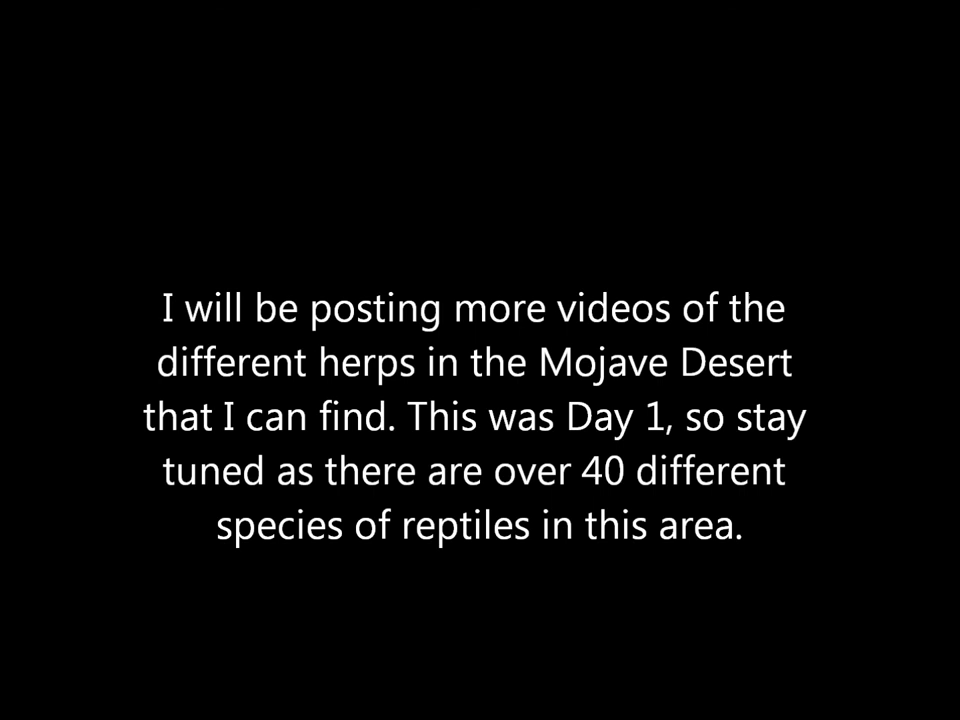 I will be posting more videos of the
different herps in the Mojave Desert
that I can find. This was Day 1, so stay
tuned as there are over 40 different
species of reptiles in this area.